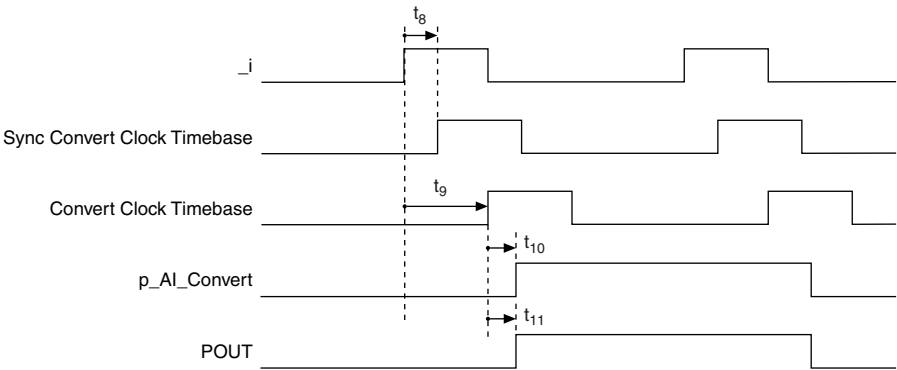 t8
_i
Sync Convert Clock Timebase
t9
Convert Clock Timebase
t10
p_AI_Convert
t11
POUT